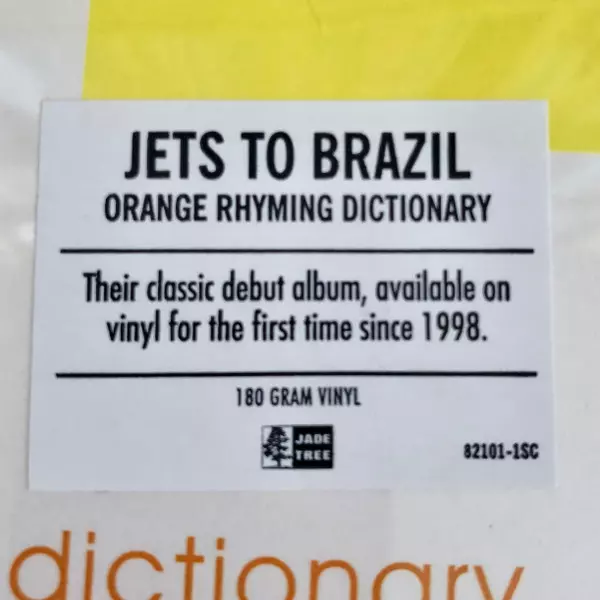 JETS TO BRAZIL
ORANGE RHYMING DICTIONARY
Their classic debut album, available on
vinyl for the first time since 1998.
180 GRAM VINYL
JADE
TREE
82101-1SC
dictionary